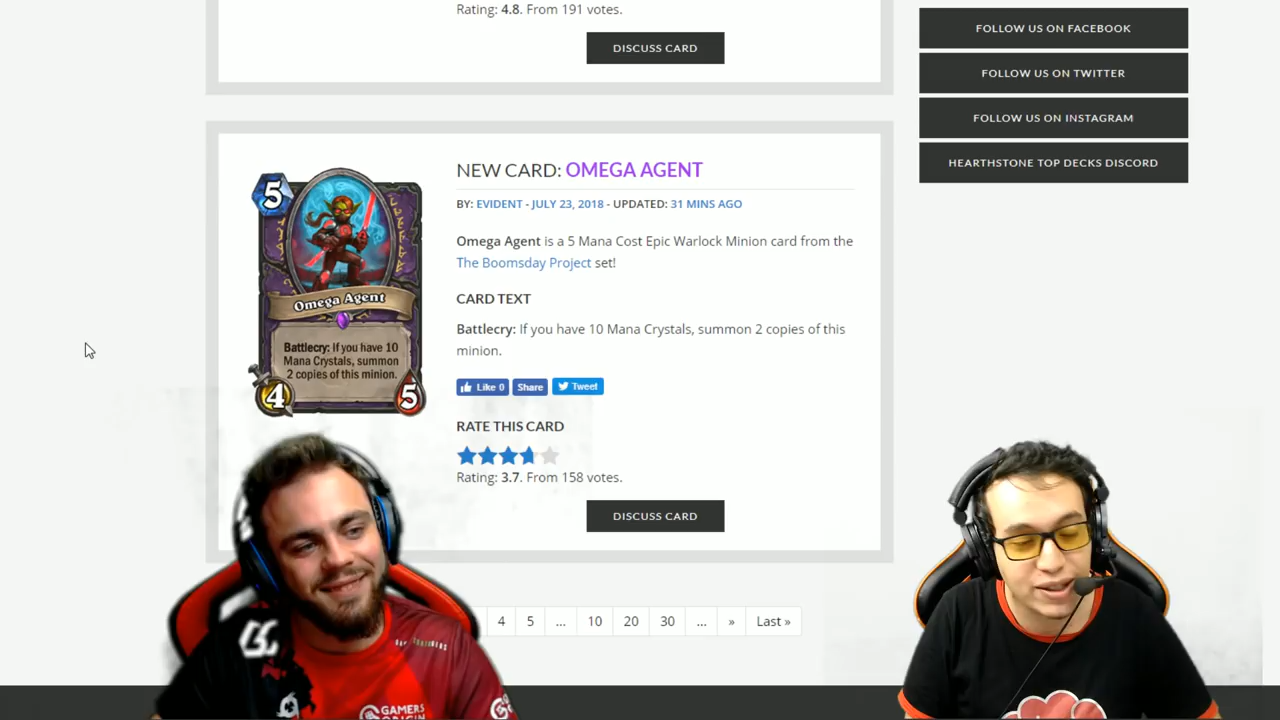 Rating: 4.8. From 191 votes.
DISCUSS CARD
FOLLOW US ON FACEBOOK
FOLLOW US ON TWITTER
FOLLOW US ON INSTAGRAM
HEARTHSTONE TOP DECKS DISCORD
5
Omega Agent
Battlecry: If you have 10
Mana Crystals, summon
2 copies of this minion.
4
5
NEW CARD: OMEGA AGENT
BY: EVIDENT - JULY 23, 2018 - UPDATED: 31 MINS AGO
Omega Agent is a 5 Mana Cost Epic Warlock Minion card from the
The Boomsday Project set!
CARD TEXT
Battlecry: If you have 10 Mana Crystals, summon 2 copies of this
minion.
Like 0
Share
Tweet
RATE THIS CARD
Rating: 3.7. From 158 votes.
DISCUSS CARD
4 5 ... 10 20 30 ... » Last »
GAMERS
ORIGIN